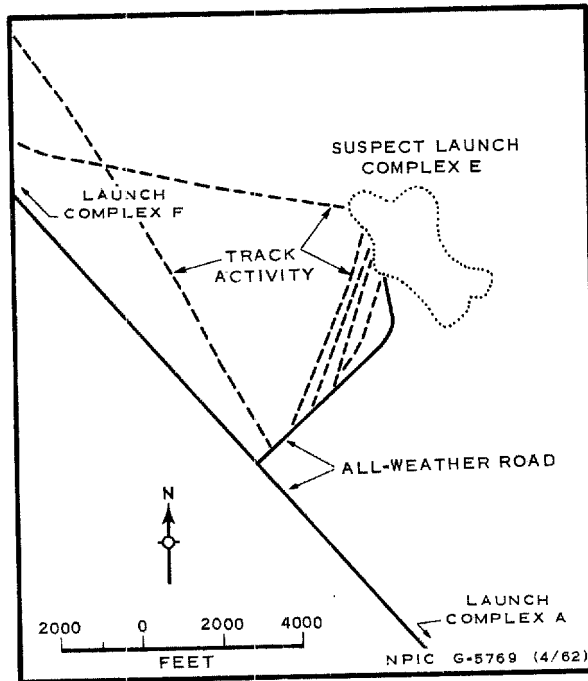 SUSPECT LAUNCH
COMPLEX E
LAUNCH
COMPLEX F
TRACK
ACTIVITY
ALL-WEATHER ROAD
N
LAUNCH
COMPLEX A
2000 0 2000 4000
FEET
NPIC G-5769 (4/62)